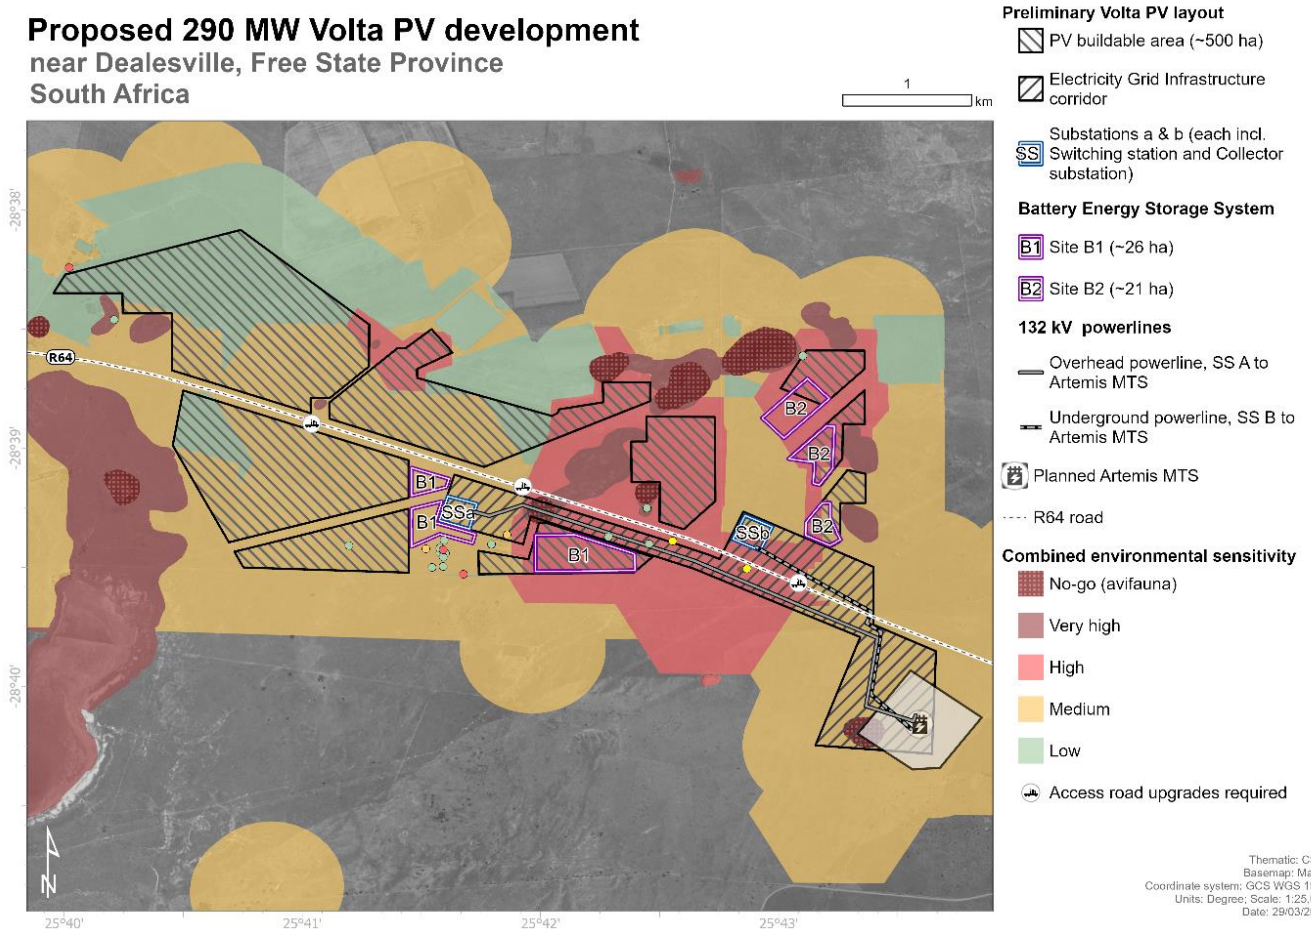 Proposed 290 MW Volta PV development
near Dealesville, Free State Province
South Africa
1
km
Preliminary Volta PV layout
PV buildable area (~500 ha)
Electricity Grid Infrastructure
corridor
SS
Substations a & b (each incl.
Switching station and Collector
substation)
Battery Energy Storage System
B1 Site B1 (~26 ha)
B2 Site B2 (~21 ha)
132 kV powerlines
Overhead powerline, SS A to
Artemis MTS
Underground powerline, SS B to
Artemis MTS
Planned Artemis MTS
R64 road
Combined environmental sensitivity
No-go (avifauna)
Very high
High
Medium
Low
Access road upgrades required
-28°38'
-28°39'
-28°40'
R64
B2
B2
B2
B1
B1
B1
SSa
SSb
N
25°40'
25°41'
25°42'
25°43'
Thematic:
Basemap:
Coordinate system: GCS WGS
Units: Degree; Scale:
Date: